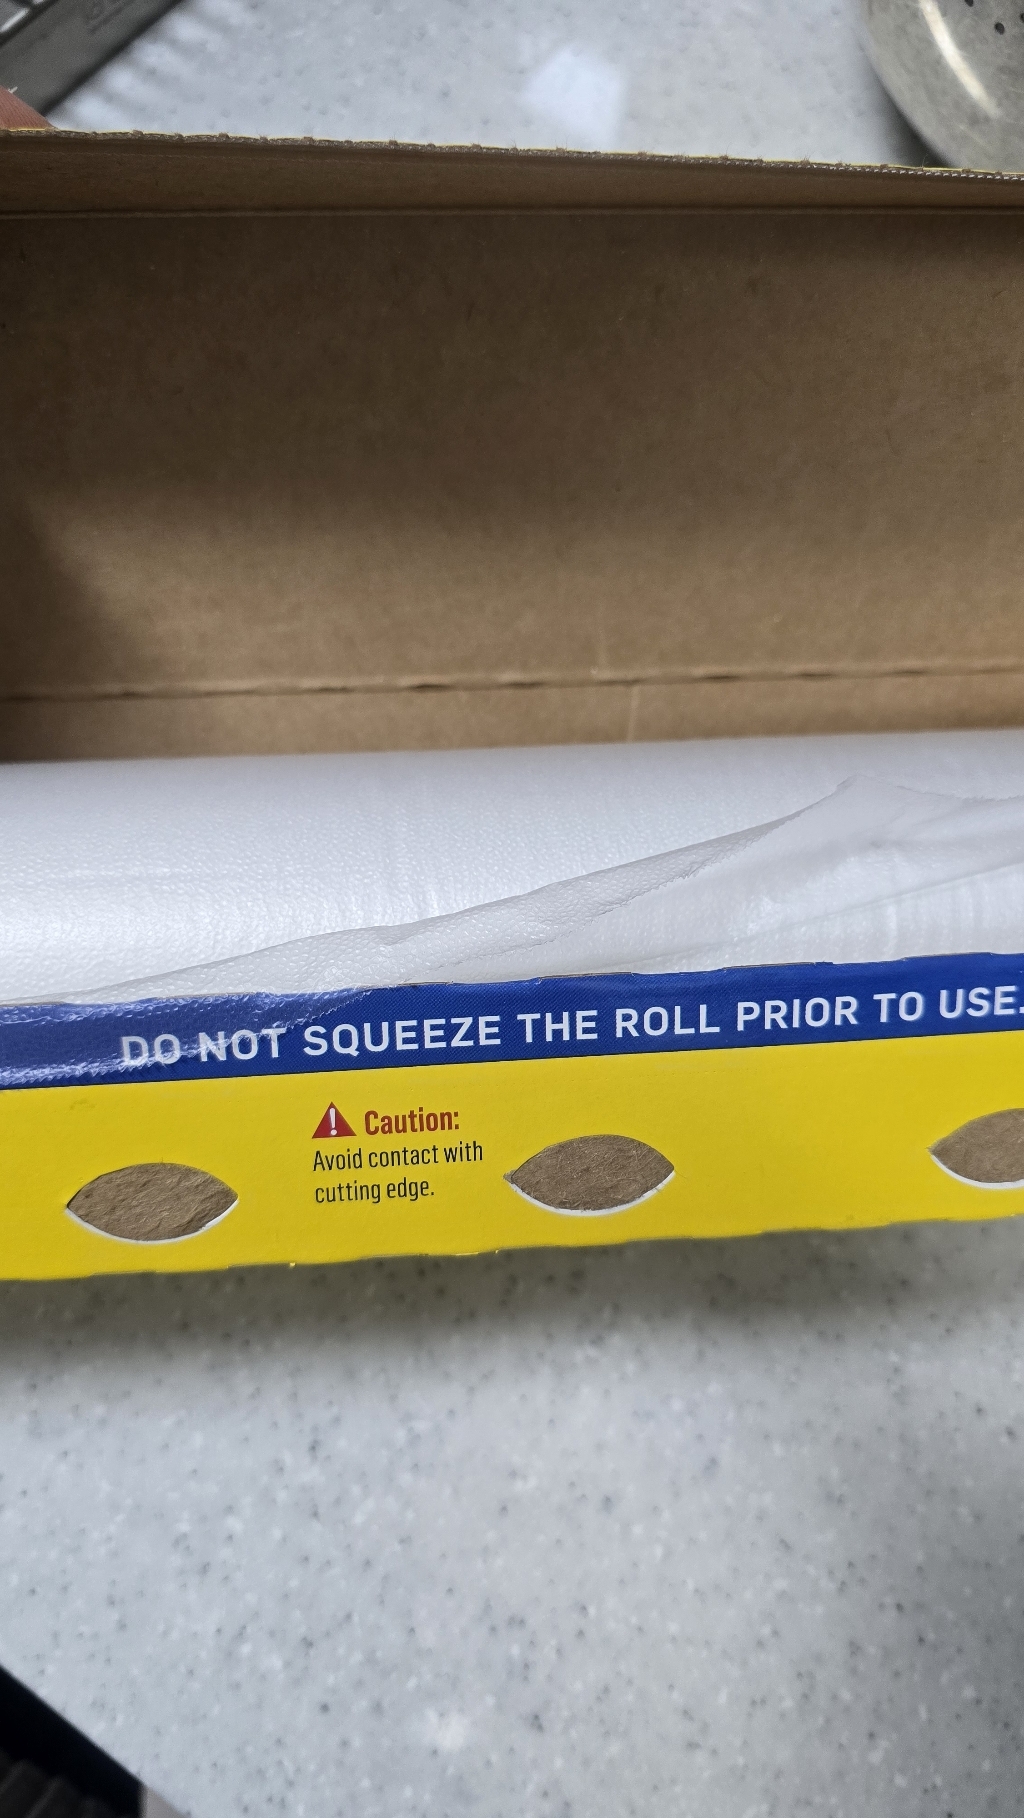 DO NOT SQUEEZE THE ROLL PRIOR TO USE.
Caution:
Avoid contact with
cutting edge.